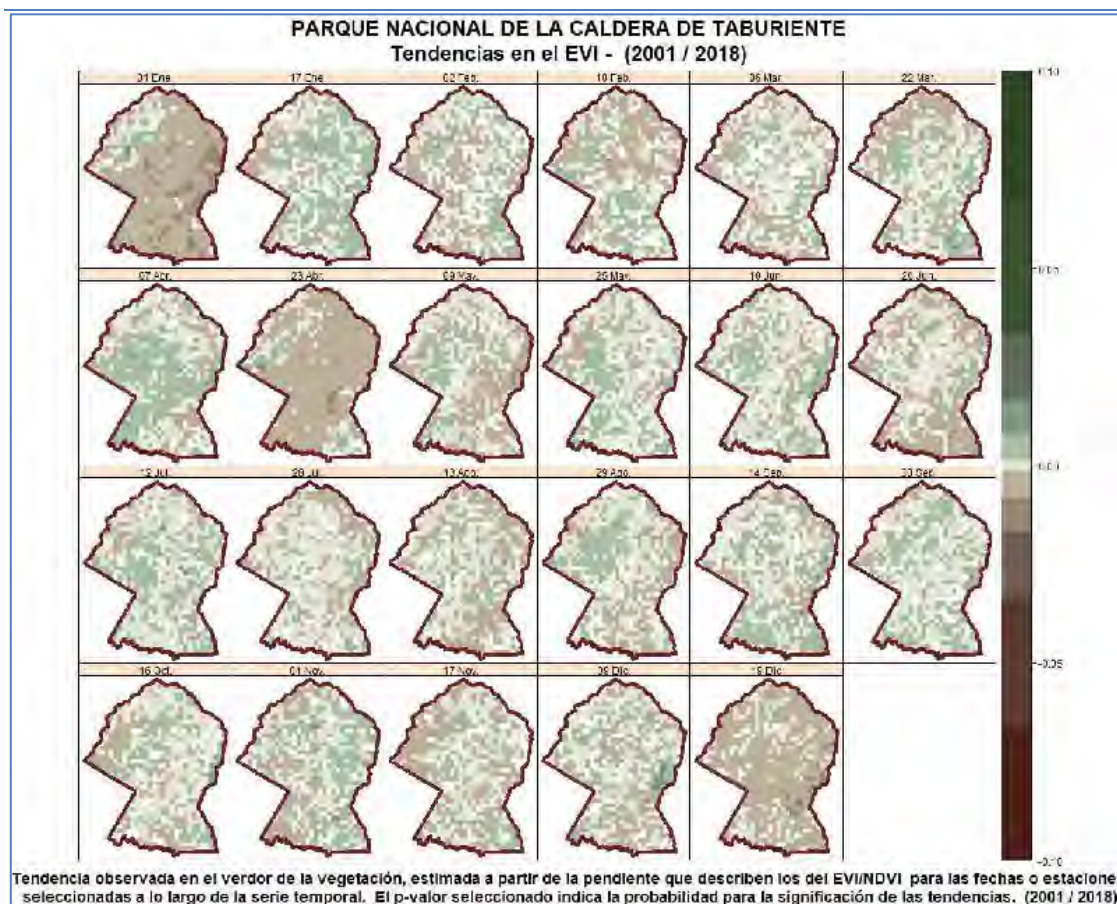 PARQUE NACIONAL DE LA CALDERA DE TABURIENTE
Tendencias en el EVI - (2001 / 2018)
01 Ene 17 Ene 02 Feb. 18 Feb. 06 Mar. 22 Mar.
0.10
07 Abr. 23 Abr. 09 May. 25 May. 10 Jun 26 Jun.
0.05
12 Jul 28 Jul 13 Ago 29 Ago 14 Sep. 30 Sep
0.00
16 Oct. 01 Nov. 17 Nov. 19 Dic
-0.05
-0.10
Tendencia observada en el verdor de la vegetación, estimada a partir de la pendiente que describen los del EVI/NDVI para las fechas o estacione
seleccionadas a lo largo de la serie temporal. El p-valor seleccionado indica la probabilidad para la significación de las tendencias. (2001 / 2018)